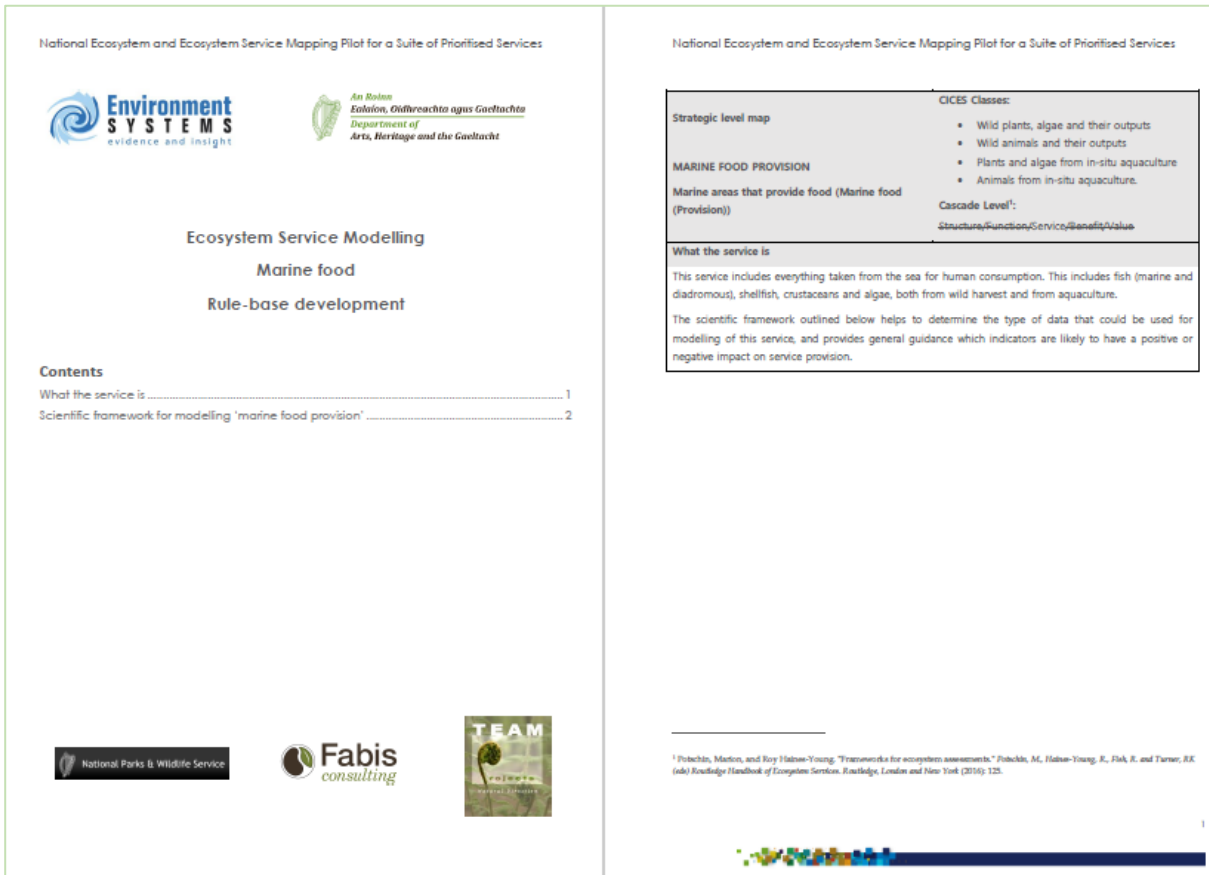 National Ecosystem and Ecosystem Service Mapping Pilot for a Suite of Prioritised Services
Environment
SYSTEMS
evidence and insight
An Roinn
Ealaíon, Oidhreachta agus Gaeltachta
Department of
Arts, Heritage and the Gaeltacht
Ecosystem Service Modelling
Marine food
Rule-base development
Contents
What the service is 1
Scientific framework for modelling 'marine food provision' 2
National Parks & Wildlife Service
Fabis
consulting
TEAM
National Ecosystem and Ecosystem Service Mapping Pilot for a Suite of Prioritised Services
Strategic level map
MARINE FOOD PROVISION
Marine areas that provide food (Marine food
(Provision))
CICES Classes:
• Wild plants, algae and their outputs
• Wild animals and their outputs
• Plants and algae from in-situ aquaculture
• Animals from in-situ aquaculture.
Cascade Level¹:
Structure/Function/Service/Benefit/Value
What the service is
This service includes everything taken from the sea for human consumption. This includes fish (marine and
diadromous), shellfish, crustaceans and algae, both from wild harvest and from aquaculture.
The scientific framework outlined below helps to determine the type of data that could be used for
modelling of this service, and provides general guidance which indicators are likely to have a positive or
negative impact on service provision.
¹ Potschin, Marion, and Roy Haines-Young. "Frameworks for ecosystem assessments." Potschin, M., Haines-Young, R., Fish, R. and Turner, RK
(eds) Routledge Handbook of Ecosystem Services. Routledge, London and New York (2016): 125.
1